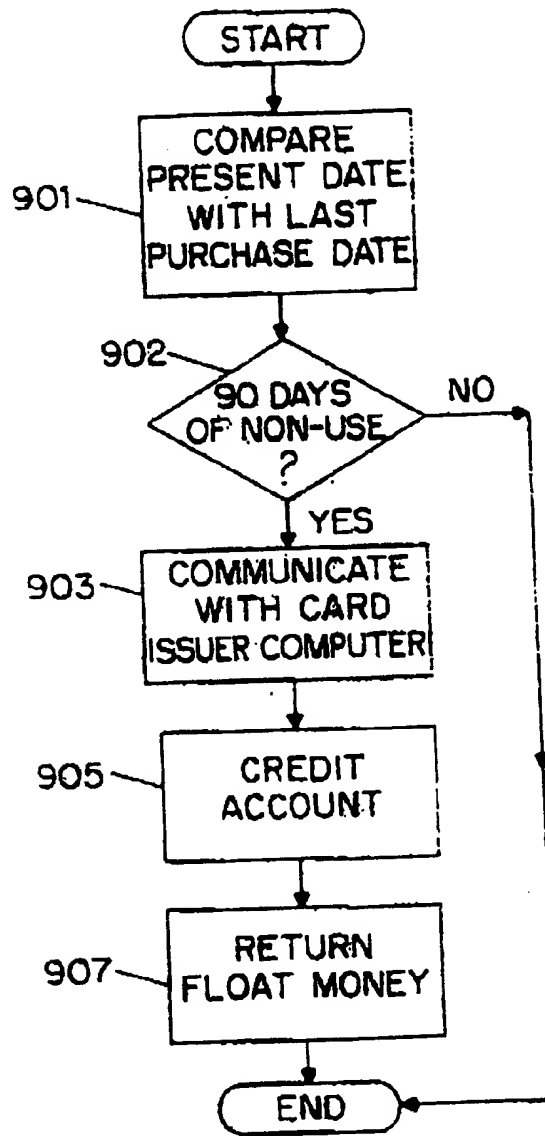 START
COMPARE
PRESENT DATE
901
WITH LAST
PURCHASE DATE
902
90 DAYS
NO
OF NON-USE
?
YES
COMMUNICATE
903
WITH CARD
ISSUER COMPUTER
905
CREDIT
ACCOUNT
RETURN
907
FLOAT MONEY
END